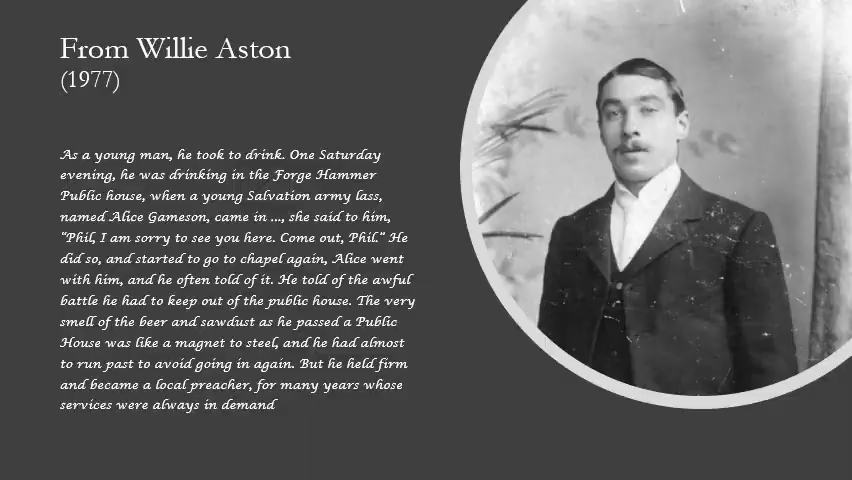 From Willie Aston
(1977)
As a young man, he took to drink. One Saturday
evening, he was drinking in the Forge Hammer
Public house, when a young Salvation army lass,
named Alice Gameson, came in ..., she said to him,
"Phil, I am sorry to see you here. Come out, Phil." He
did so, and started to go to chapel again, Alice went
with him, and he often told of it. He told of the awful
battle he had to keep out of the public house. The very
smell of the beer and sawdust as he passed a Public
House was like a magnet to steel, and he had almost
to run past to avoid going in again. But he held firm
and became a local preacher, for many years whose
services were always in demand